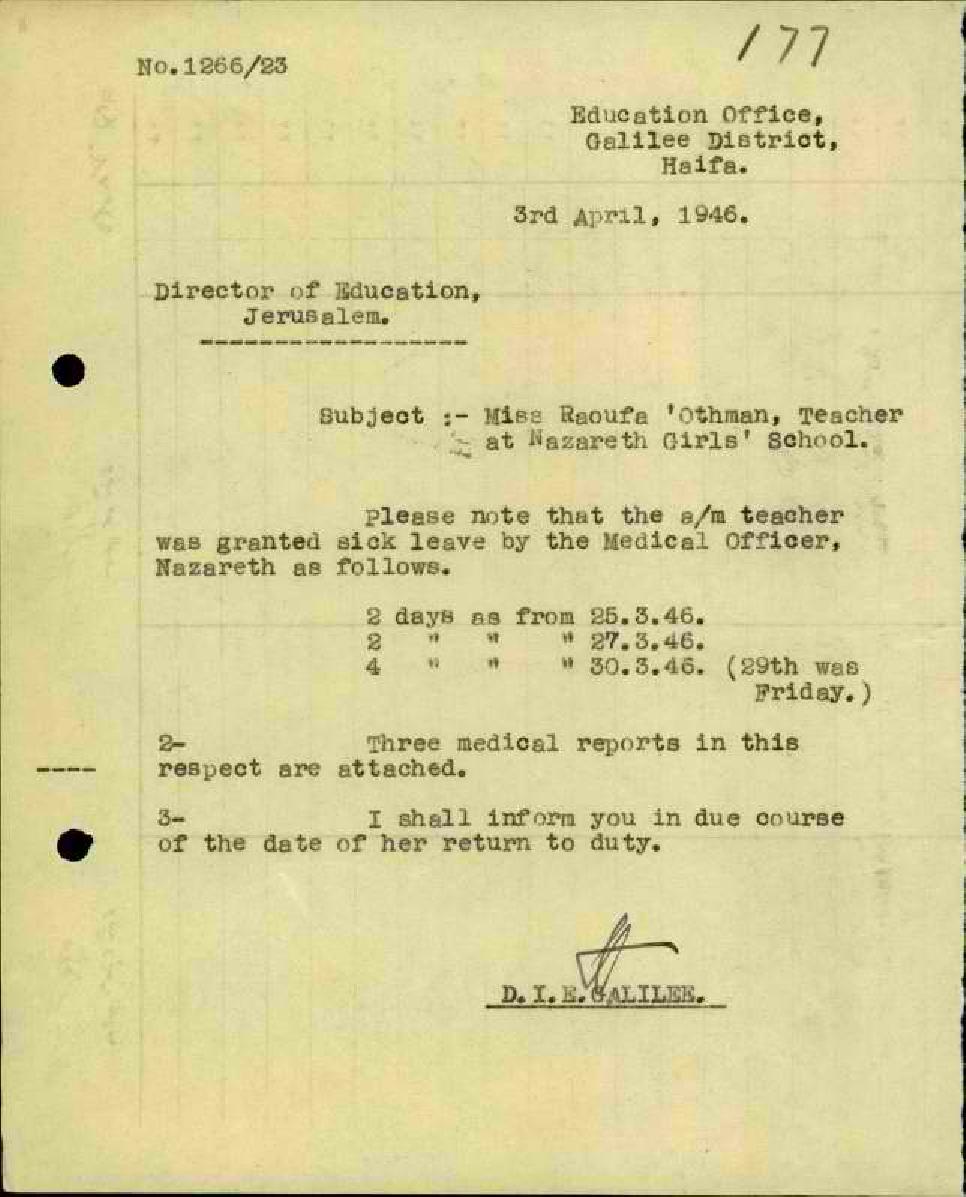 177
No.1266/23
Education Office,
Galilee District,
Haifa.
3rd April, 1946.
Director of Education,
Jerusalem.
------------------
Subject :- Miss Raoufa 'Othman, Teacher
at Nazareth Girls' School.
Please note that the a/m teacher
was granted sick leave by the Medical Officer,
Nazareth as follows.
2 days as from 25.3.46.
2 " " " 27.3.46.
4 " " " 30.3.46. (29th was
Friday.)
2- Three medical reports in this
---- respect are attached.
3- I shall inform you in due course
of the date of her return to duty.
D.I.E.GALILEE.